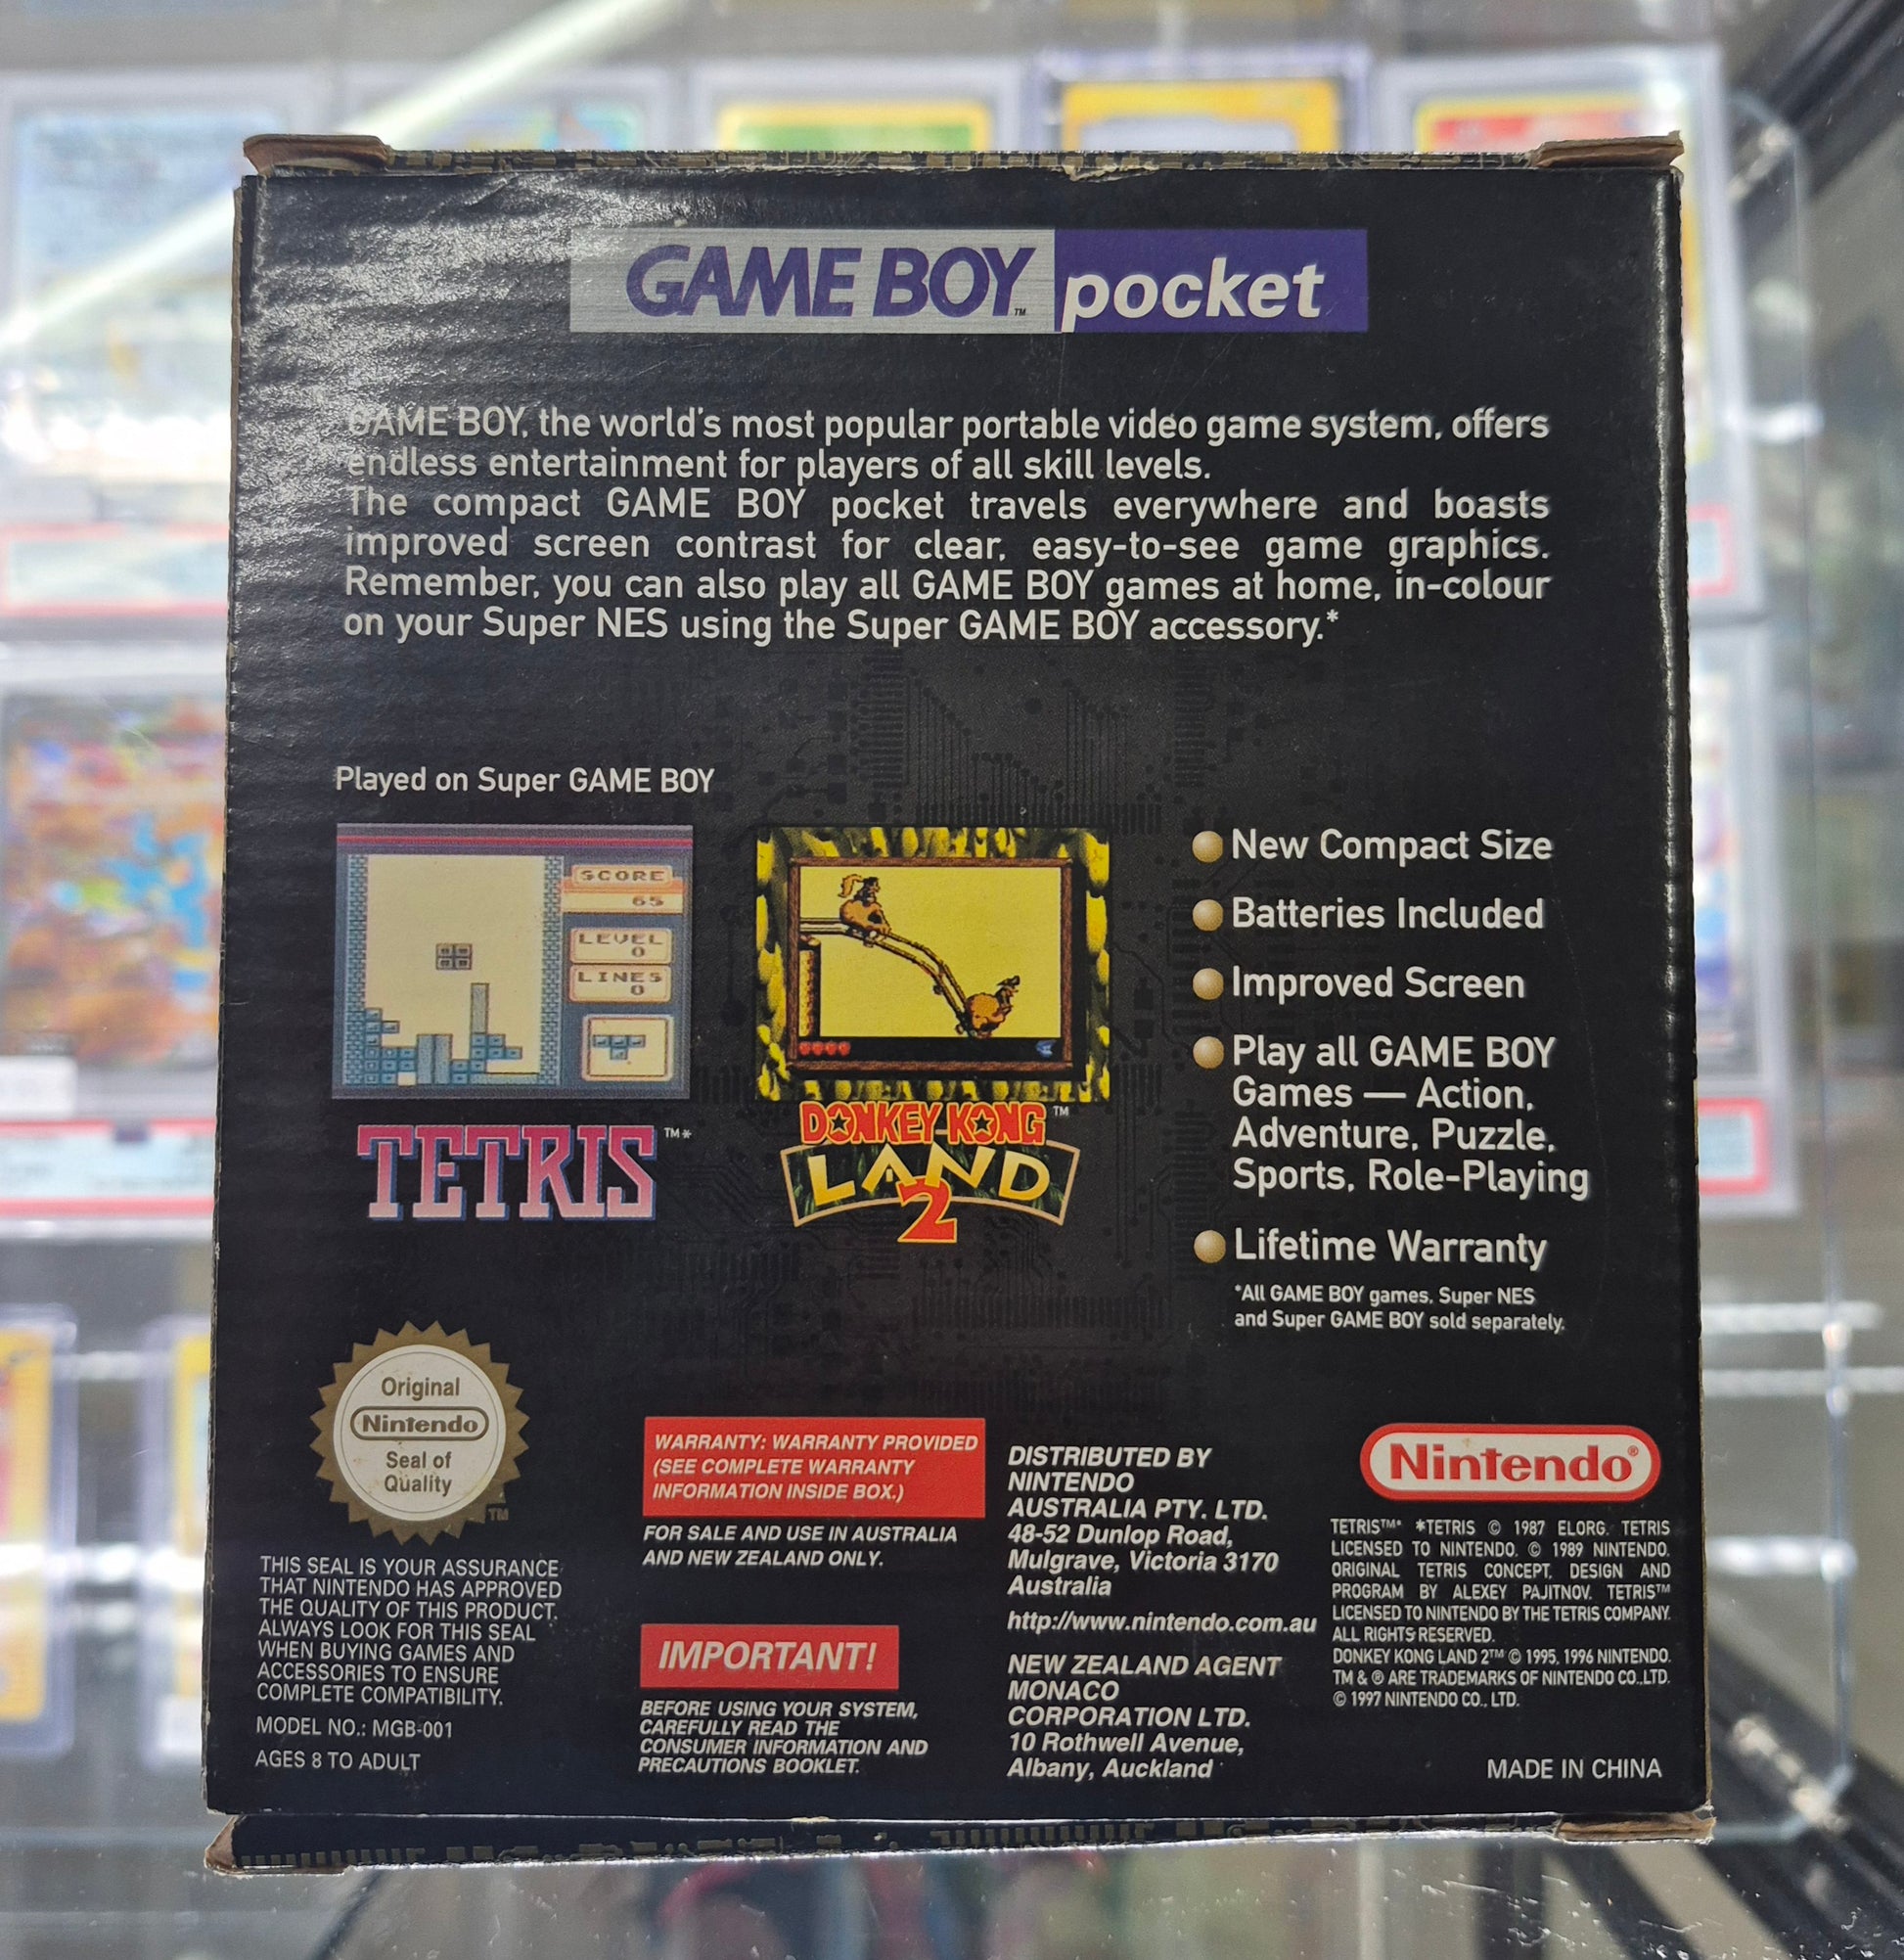 GAME BOY™ pocket
GAME BOY, the world's most popular portable video game system, offers
endless entertainment for players of all skill levels.
The compact GAME BOY pocket travels everywhere and boasts
improved screen contrast for clear, easy-to-see game graphics.
Remember, you can also play all GAME BOY games at home, in-colour
on your Super NES using the Super GAME BOY accessory.*
Played on Super GAME BOY
SCORE
65
LEVEL
0
LINES
0
TETRIS™*
DONKEY KONG™
LAND
2
New Compact Size
Batteries Included
Improved Screen
Play all GAME BOY
Games — Action,
Adventure, Puzzle,
Sports, Role-Playing
Lifetime Warranty
*All GAME BOY games, Super NES
and Super GAME BOY sold separately.
Original
Nintendo
Seal of
Quality
TM
THIS SEAL IS YOUR ASSURANCE
THAT NINTENDO HAS APPROVED
THE QUALITY OF THIS PRODUCT.
ALWAYS LOOK FOR THIS SEAL
WHEN BUYING GAMES AND
ACCESSORIES TO ENSURE
COMPLETE COMPATIBILITY.
MODEL NO.: MGB-001
AGES 8 TO ADULT
WARRANTY: WARRANTY PROVIDED
(SEE COMPLETE WARRANTY
INFORMATION INSIDE BOX.)
FOR SALE AND USE IN AUSTRALIA
AND NEW ZEALAND ONLY.
IMPORTANT!
BEFORE USING YOUR SYSTEM,
CAREFULLY READ THE
CONSUMER INFORMATION AND
PRECAUTIONS BOOKLET.
DISTRIBUTED BY
NINTENDO
AUSTRALIA PTY. LTD.
48-52 Dunlop Road,
Mulgrave, Victoria 3170
Australia
http://www.nintendo.com.au
NEW ZEALAND AGENT
MONACO
CORPORATION LTD.
10 Rothwell Avenue,
Albany, Auckland
Nintendo®
TETRIS™* *TETRIS © 1987 ELORG. TETRIS
LICENSED TO NINTENDO. © 1989 NINTENDO.
ORIGINAL TETRIS CONCEPT, DESIGN AND
PROGRAM BY ALEXEY PAJITNOV. TETRIS™
LICENSED TO NINTENDO BY THE TETRIS COMPANY.
ALL RIGHTS RESERVED.
DONKEY KONG LAND 2™ © 1995, 1996 NINTENDO.
TM & ® ARE TRADEMARKS OF NINTENDO CO.,LTD.
© 1997 NINTENDO CO., LTD.
MADE IN CHINA